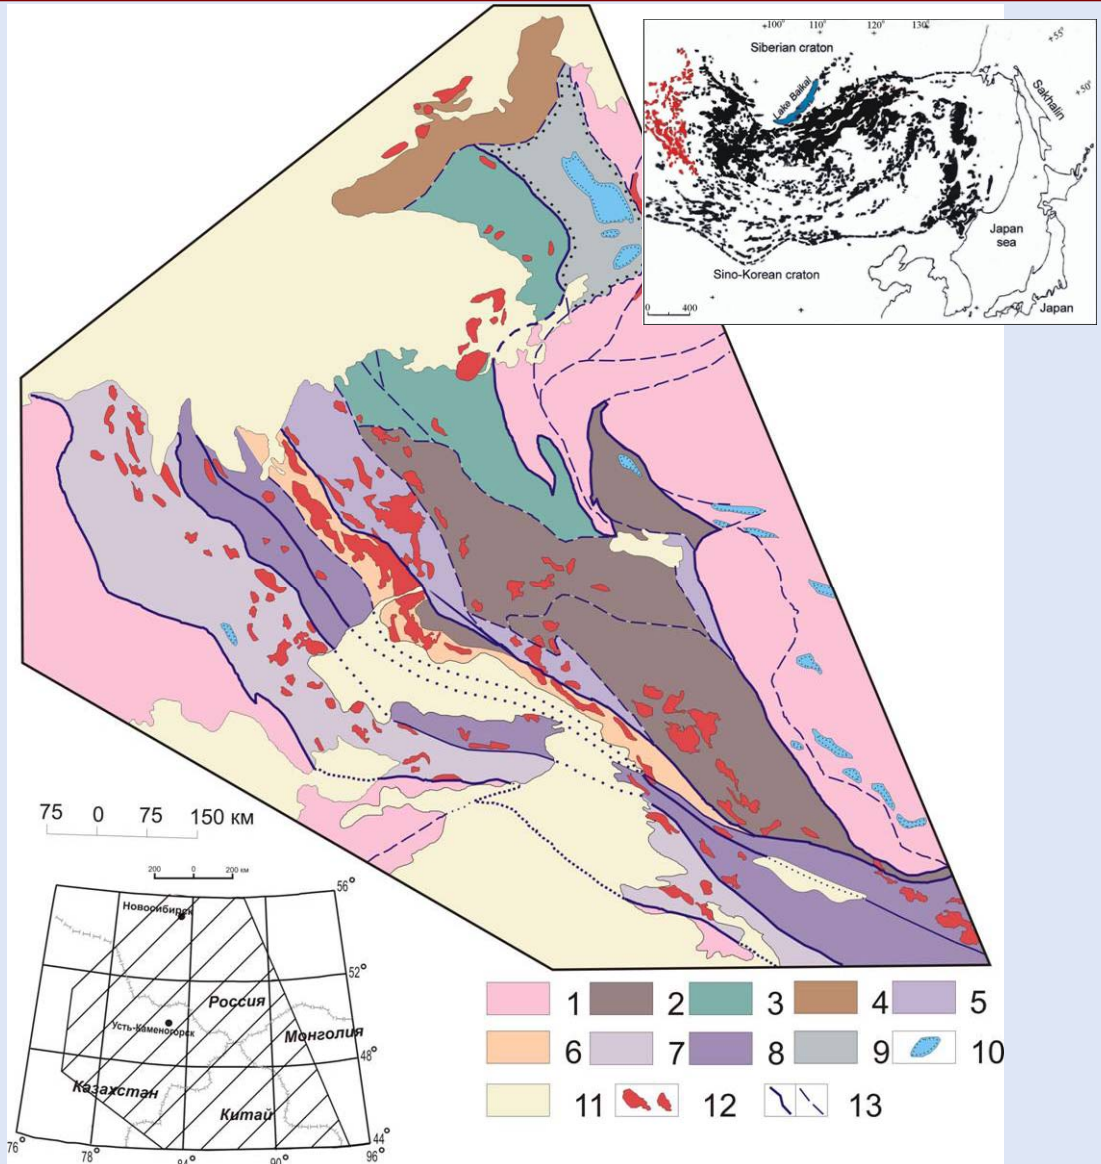 100° 110° 120° 130°
55°
50°
Siberian craton
Lake Baikal
Sakhalin
Japan
sea
Sino-Korean craton
0 400
Japan
75 0 75 150 км
200 0 200 км
56°
Новосибирск
52°
Россия
Усть-Каменогорск
Монголия
48°
Казахстан
Китай
44°
76° 78° 84° 90° 96°
1 2 3 4 5
6 7 8 9 10
11 12 13